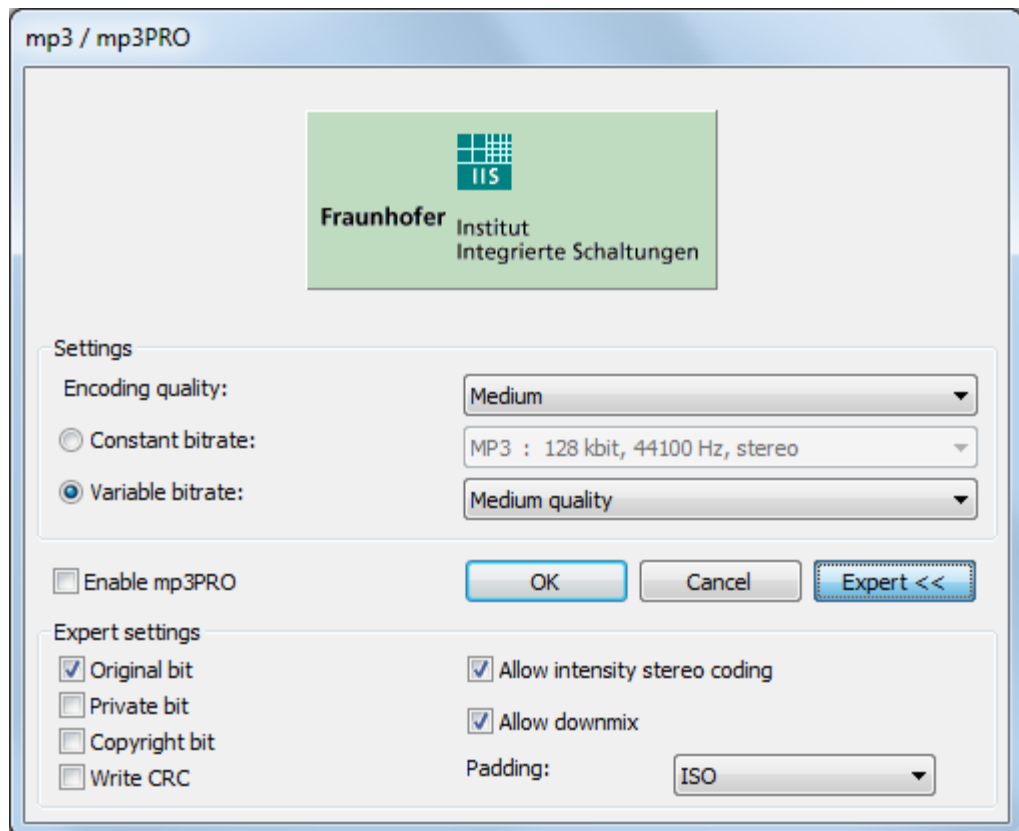 mp3 / mp3PRO
IIS
Fraunhofer Institut
Integrierte Schaltungen
Settings
Encoding quality: Medium
Constant bitrate: MP3 : 128 kbit, 44100 Hz, stereo
Variable bitrate: Medium quality
Enable mp3PRO OK Cancel Expert <<
Expert settings
Original bit Allow intensity stereo coding
Private bit
Allow downmix
Copyright bit
Padding: ISO
Write CRC